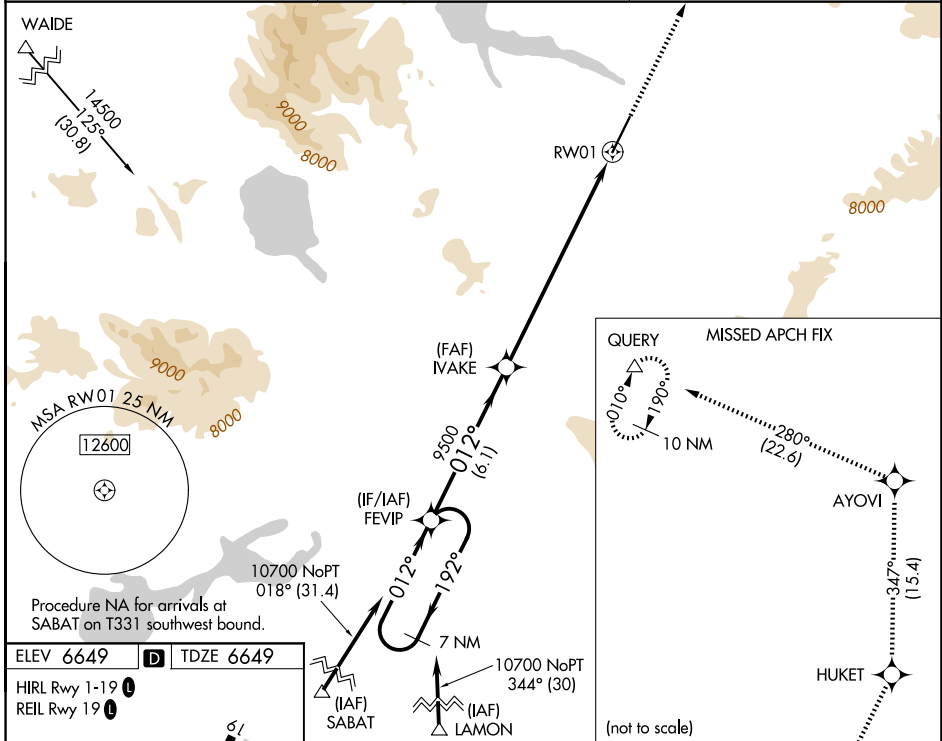 WAIDE
14500
125°
(30.8)
9000
8000
RW01
8000
9000
8000
MSA RW01 25 NM
12600
(FAF)
IVAKE
9500
012°
(6.1)
(IF/IAF)
FEVIP
012°
192°
10700 NoPT
018° (31.4)
7 NM
10700 NoPT
344° (30)
(IAF)
SABAT
(IAF)
LAMON
Procedure NA for arrivals at
SABAT on T331 southwest bound.
ELEV 6649 D TDZE 6649
HIRL Rwy 1-19 L
REIL Rwy 19 L
19
MISSED APCH FIX
QUERY
010°
190°
10 NM
280°
(22.6)
AYOVI
347°
(15.4)
HUKET
(not to scale)